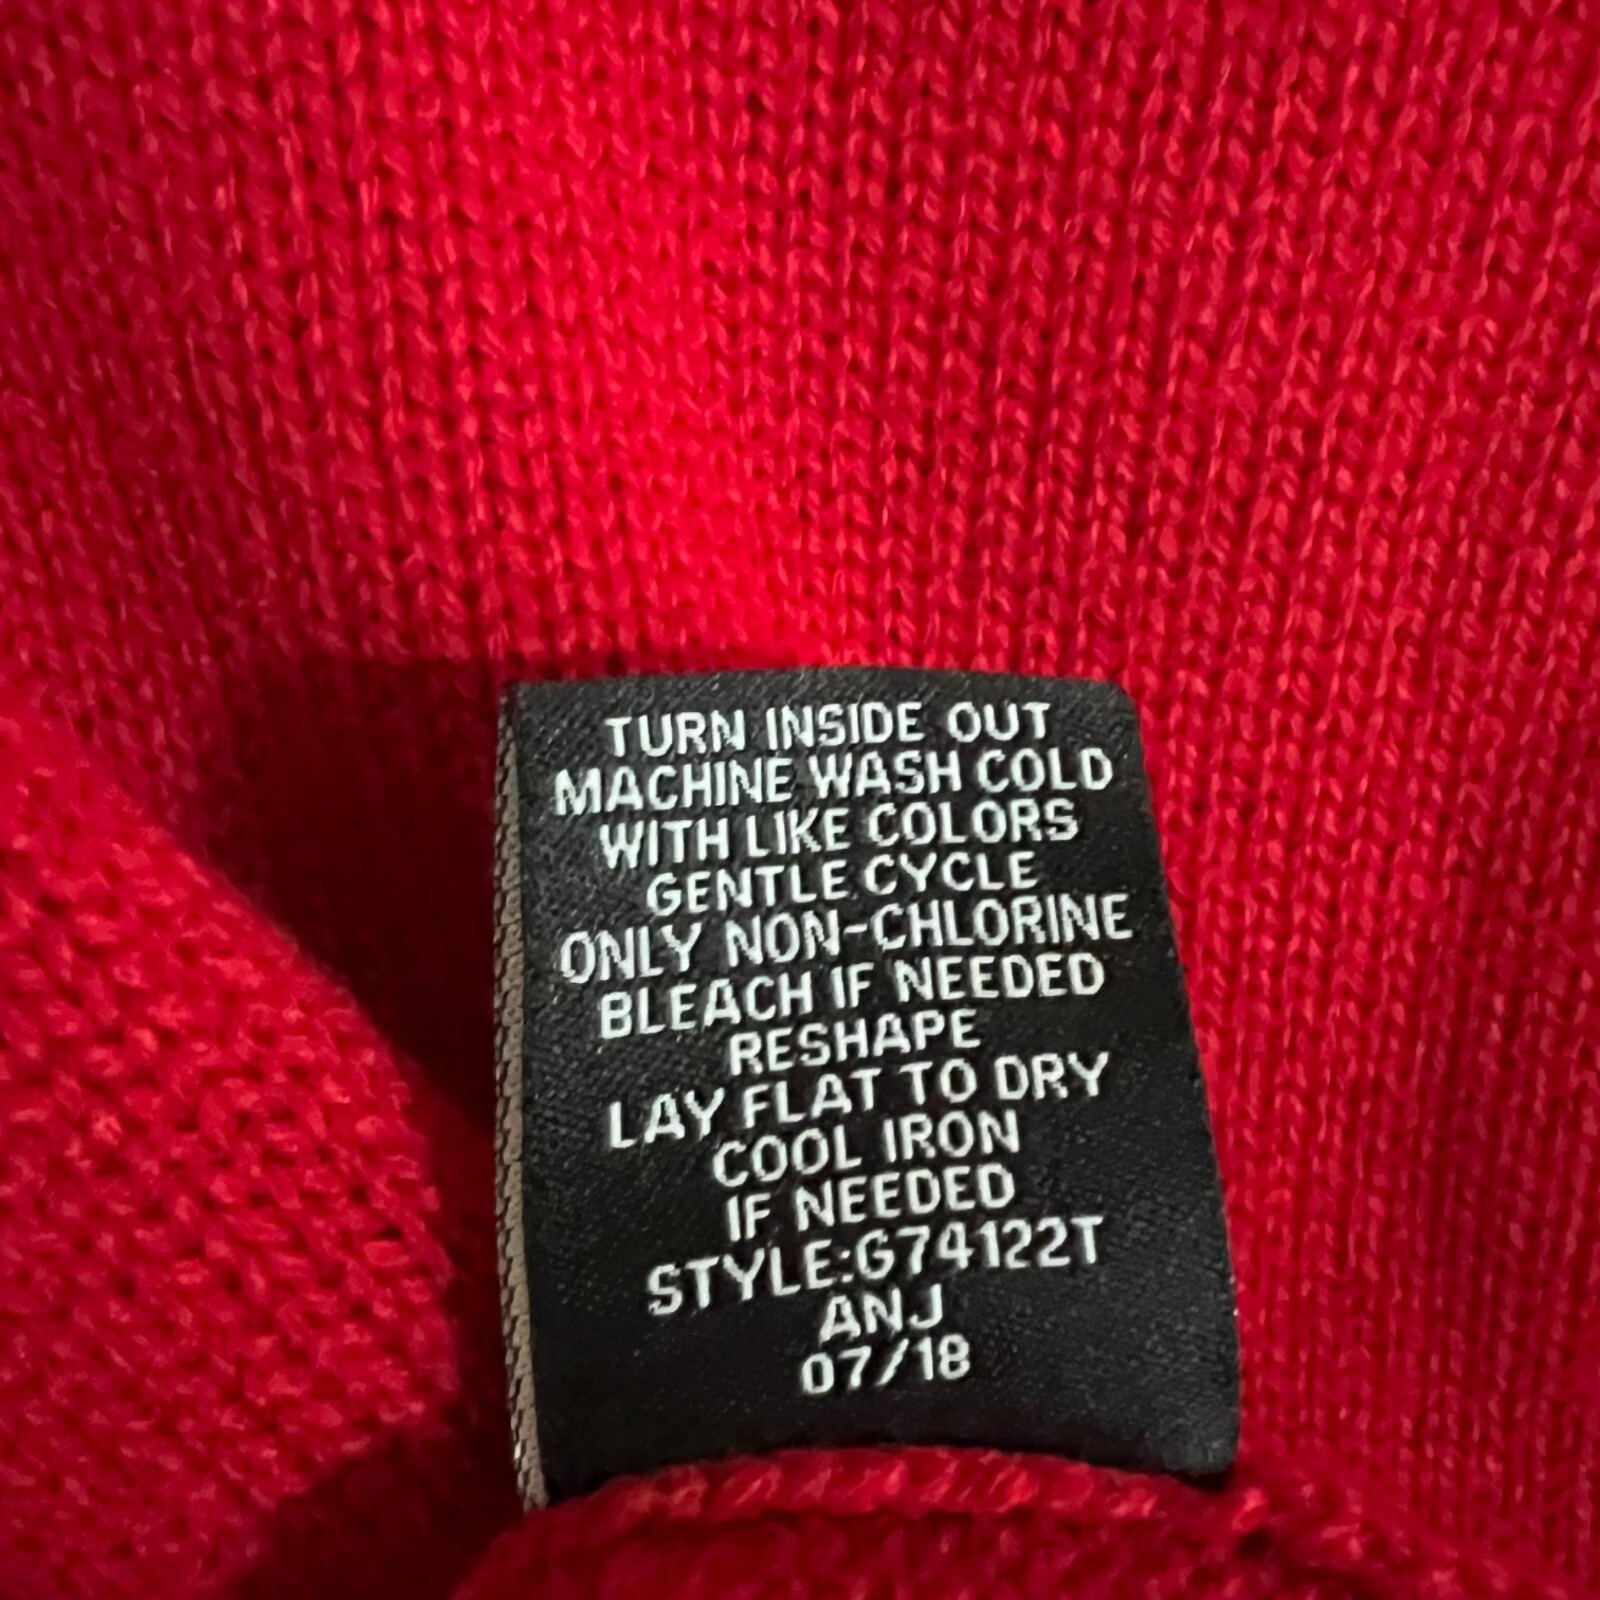 TURN INSIDE OUT
MACHINE WASH COLD
WITH LIKE COLORS
GENTLE CYCLE
ONLY NON-CHLORINE
BLEACH IF NEEDED
RESHAPE
LAY FLAT TO DRY
COOL IRON
IF NEEDED
STYLE:G74122T
ANJ
07/18